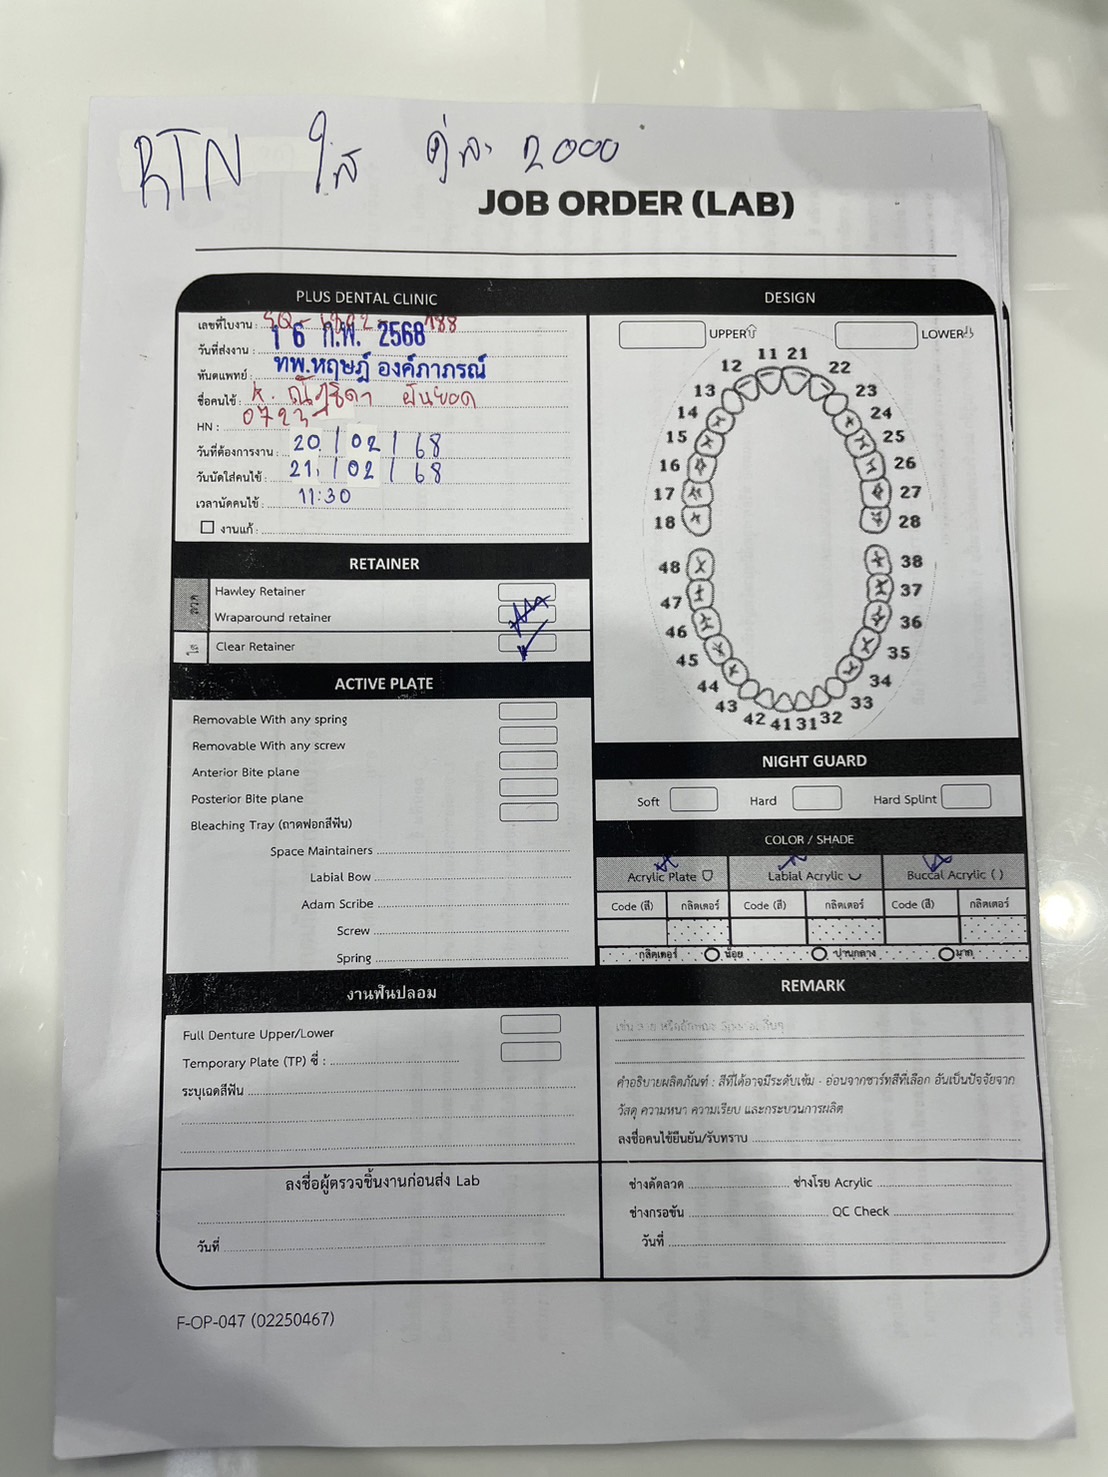 RTN ใส คู่ละ 2000
JOB ORDER (LAB)
PLUS DENTAL CLINIC
เลขที่ใบงาน :
วันที่ส่งงาน : 16 ก.พ. 2568
ทันตแพทย์ : ทพ.หฤษฎ์ องค์ภาภรณ์
ชื่อคนไข้ : K.
HN : 0723
วันที่ต้องการงาน : 20 / 02 / 68
วันนัดใส่คนไข้ : 21 / 02 / 68
เวลานัดคนไข้ : 11:30
งานแก้ :
DESIGN
UPPER
LOWER
11 21
12 22
13 23
14 24
15 25
16 26
17 27
18 28
48 38
47 37
46 36
45 35
44 34
43 33
42 41 31 32
RETAINER
ลวด
Hawley Retainer
Wraparound retainer
ใส
Clear Retainer
ACTIVE PLATE
Removable With any spring
Removable With any screw
Anterior Bite plane
Posterior Bite plane
Bleaching Tray (ถาดฟอกสีฟัน)
Space Maintainers
Labial Bow
Adam Scribe
Screw
Spring
NIGHT GUARD
Soft Hard Hard Splint
COLOR / SHADE
Acrylic Plate Labial Acrylic Buccal Acrylic ( )
Code (สี) กลิตเตอร์ Code (สี) กลิตเตอร์ Code (สี) กลิตเตอร์
กลิตเตอร์ น้อย ปานกลาง มาก
งานฟันปลอม
Full Denture Upper/Lower
Temporary Plate (TP) ซี่ :
ระบุเฉดสีฟัน
REMARK
เช่น ลาย หรือลักษณะ Special อื่นๆ
คำอธิบายผลิตภัณฑ์ : สีที่ได้อาจมีระดับเข้ม - อ่อนจากชาร์ทสีที่เลือก อันเป็นปัจจัยจาก
วัสดุ ความหนา ความเรียบ และกระบวนการผลิต
ลงชื่อคนไข้ยืนยัน/รับทราบ
ลงชื่อผู้ตรวจชิ้นงานก่อนส่ง Lab
วันที่
ช่างดัดลวด ช่างโรย Acrylic
ช่างกรอขัน QC Check
วันที่
F-OP-047 (02250467)